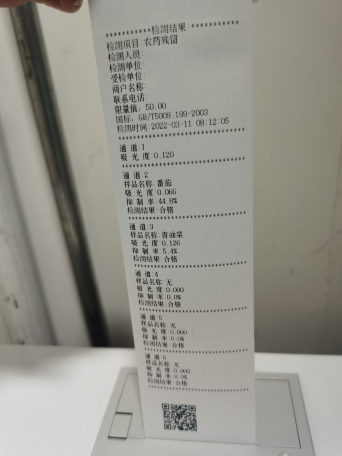 ***********检测结果:***********
检测项目:农药残留
检测人员:
检测单位:
受检单位:
商户名称:
联系电话:
限量值: 50.00
国标: GB/T5009.199-2003
检测时间:2022-03-11 08:12:05
通 道 1
吸 光 度:0.120
通 道 2
样品名称:番茄
吸 光 度:0.066
抑 制 率:44.8%
检测结果:合格
通 道 3
样品名称:青油菜
吸 光 度:0.126
抑 制 率:5.4%
检测结果:合格
通 道 4
样品名称:无
吸 光 度:0.000
抑 制 率:0.0%
检测结果:合格
通 道 5
样品名称:无
吸 光 度:0.000
抑 制 率:0.0%
检测结果:合格
通 道 6
样品名称:无
吸 光 度:0.000
抑 制 率:0.0%
检测结果:合格